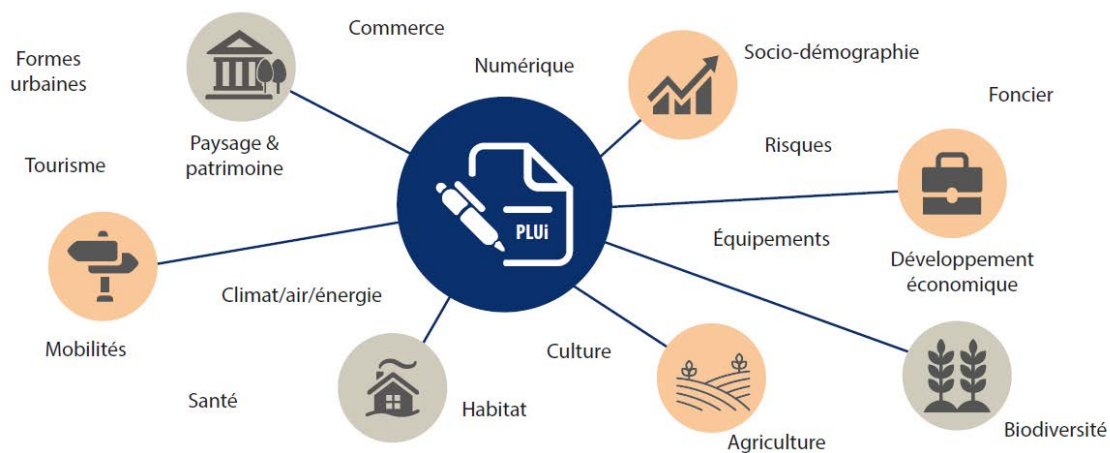 Commerce
Formes
urbaines
Numérique
Socio-démographie
Foncier
Paysage &
patrimoine
Risques
Tourisme
PLUi
Équipements
Développement
économique
Climat/air/énergie
Mobilités
Culture
Santé
Habitat
Agriculture
Biodiversité